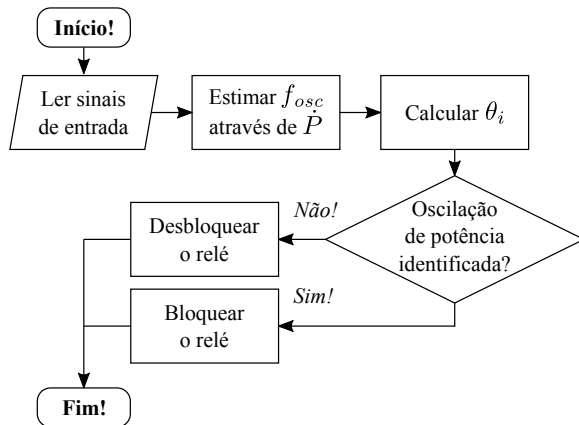 Início!
Ler sinais
de entrada
Estimar f_osc
através de Ṗ
Calcular θ_i
Oscilação
de potência
identificada?
Não!
Desbloquear
o relé
Sim!
Bloquear
o relé
Fim!